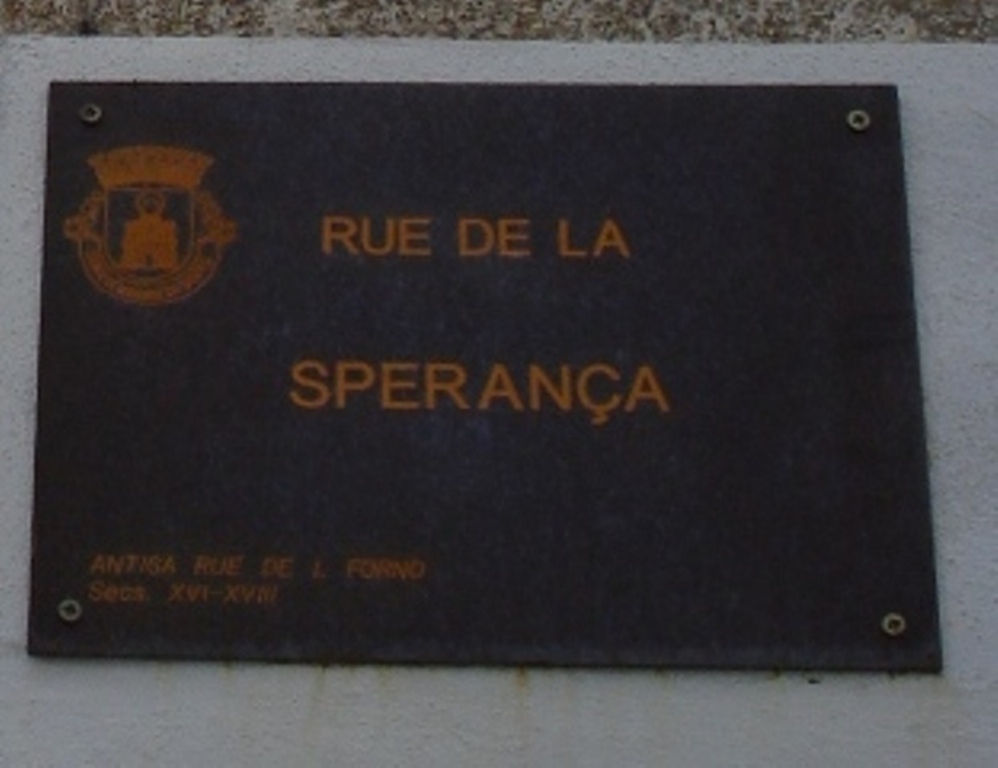 RUE DE LA
SPERANÇA
ANTIGA RUE DE L FORNO
Secs. XVI-XVIII